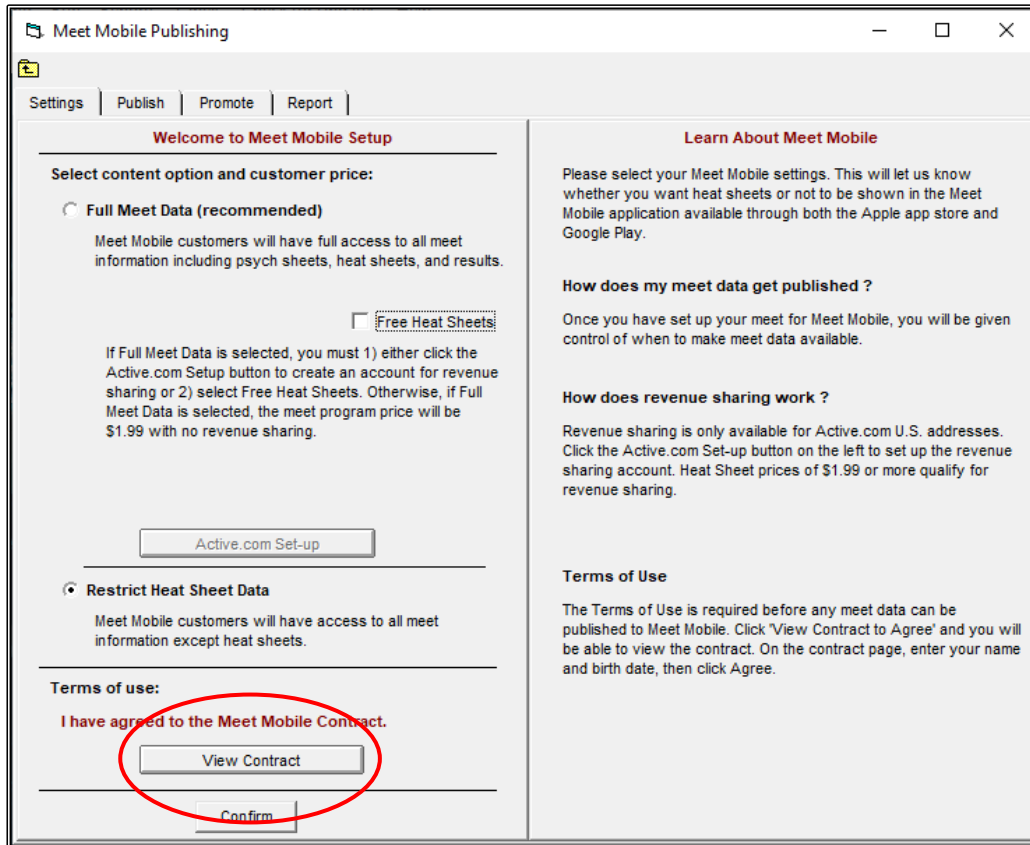 Meet Mobile Publishing
Settings
Publish
Promote
Report
Welcome to Meet Mobile Setup
Select content option and customer price:
Full Meet Data (recommended)
Meet Mobile customers will have full access to all meet
information including psych sheets, heat sheets, and results.
Free Heat Sheets
If Full Meet Data is selected, you must 1) either click the
Active.com Setup button to create an account for revenue
sharing or 2) select Free Heat Sheets. Otherwise, if Full
Meet Data is selected, the meet program price will be
$1.99 with no revenue sharing.
Active.com Set-up
Restrict Heat Sheet Data
Meet Mobile customers will have access to all meet
information except heat sheets.
Terms of use:
I have agreed to the Meet Mobile Contract.
View Contract
Confirm
Learn About Meet Mobile
Please select your Meet Mobile settings. This will let us know
whether you want heat sheets or not to be shown in the Meet
Mobile application available through both the Apple app store and
Google Play.
How does my meet data get published ?
Once you have set up your meet for Meet Mobile, you will be given
control of when to make meet data available.
How does revenue sharing work ?
Revenue sharing is only available for Active.com U.S. addresses.
Click the Active.com Set-up button on the left to set up the revenue
sharing account. Heat Sheet prices of $1.99 or more qualify for
revenue sharing.
Terms of Use
The Terms of Use is required before any meet data can be
published to Meet Mobile. Click 'View Contract to Agree' and you will
be able to view the contract. On the contract page, enter your name
and birth date, then click Agree.